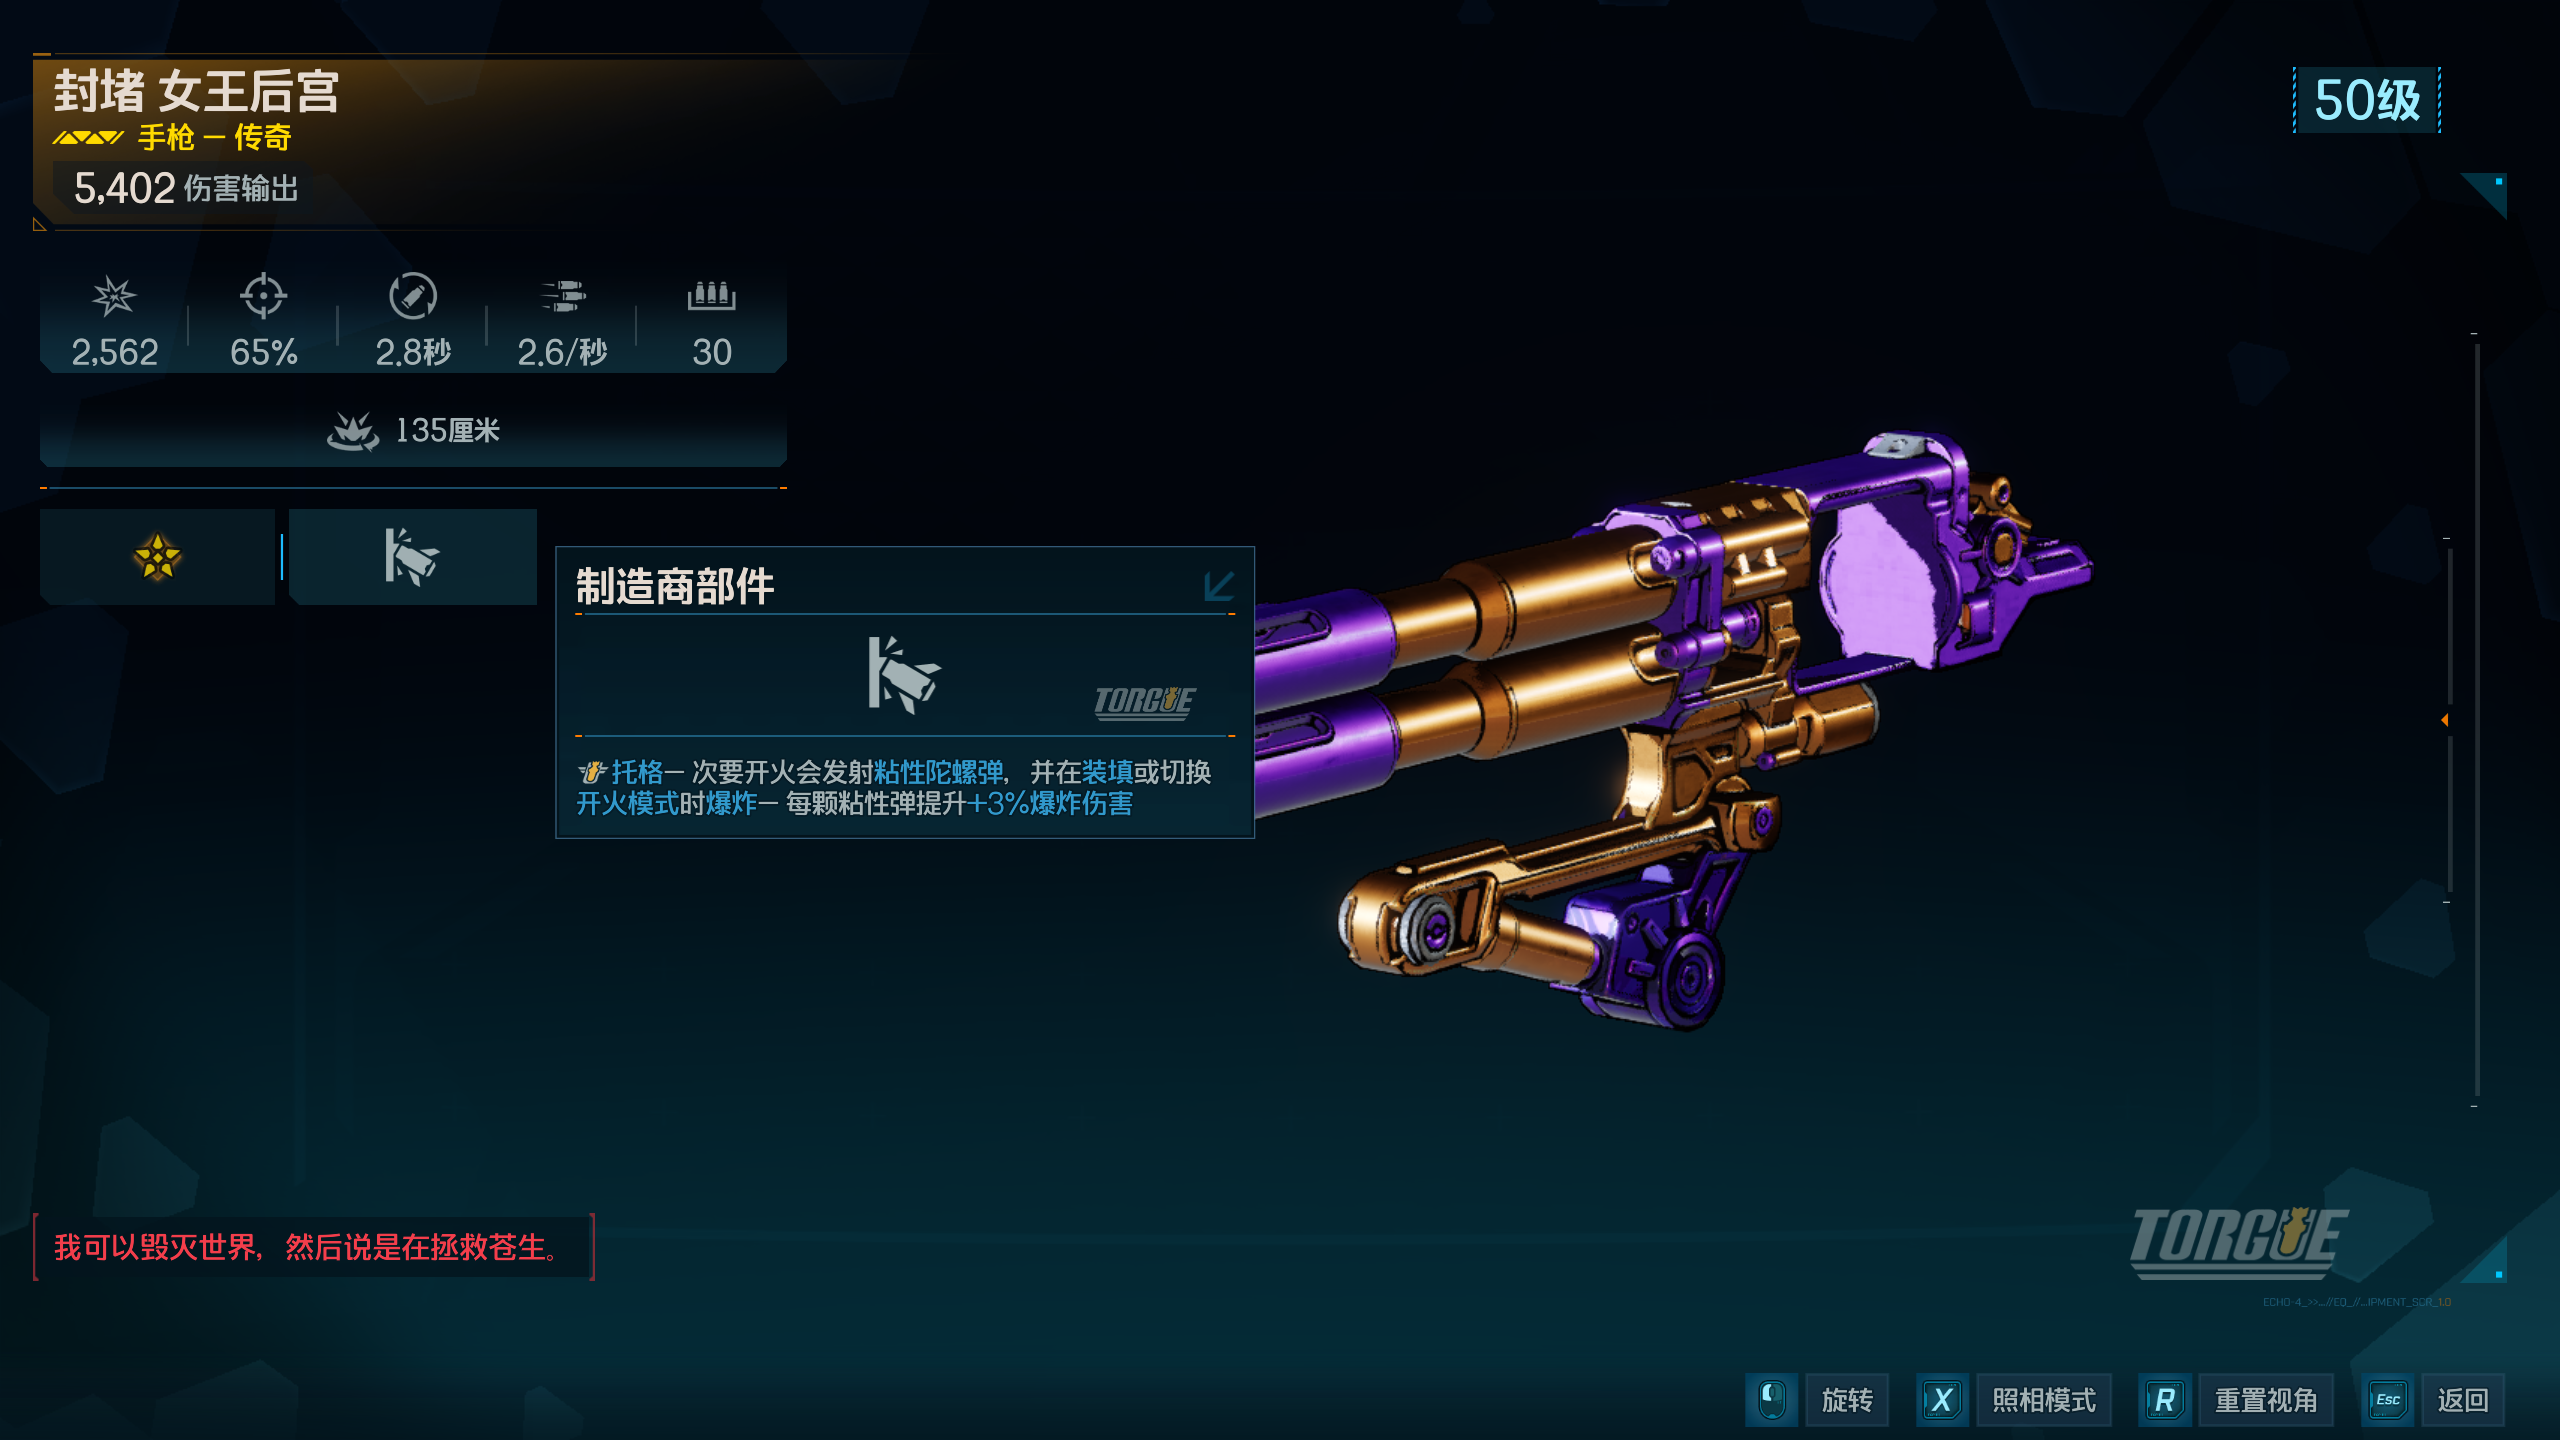 封堵 女王后宫
手枪 — 传奇
5,402 伤害输出
50级
2,562
65%
2.8秒
2.6/秒
30
135厘米
制造商部件
TORGUE
托格— 次要开火会发射粘性陀螺弹，并在装填或切换
开火模式时爆炸— 每颗粘性弹提升+3%爆炸伤害
我可以毁灭世界，然后说是在拯救苍生。
TORGUE
ECHO-4_>>...//EQ_//...IPMENT_SCR_1.0
旋转
X 照相模式
R 重置视角
Esc 返回